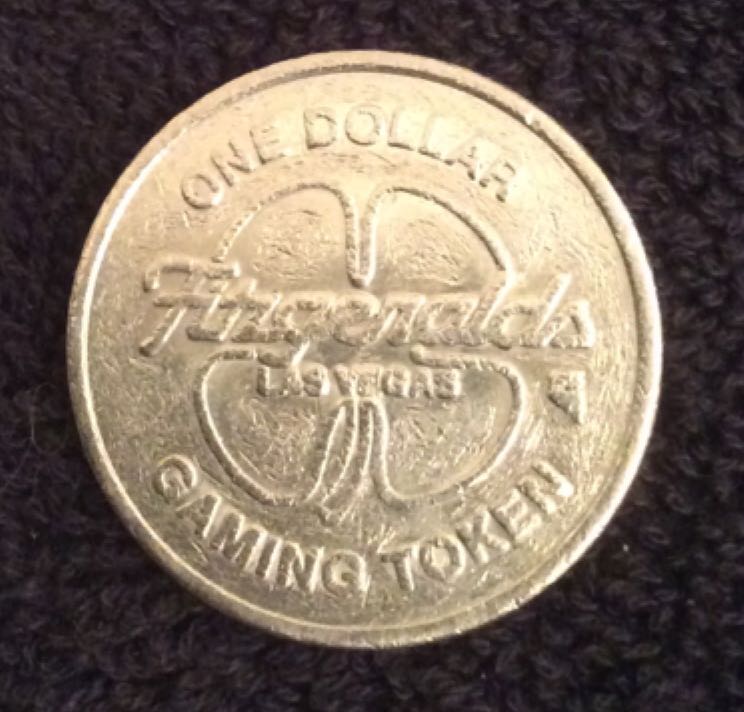 ONE DOLLAR
Fitzgeralds
LAS VEGAS
GAMING TOKEN